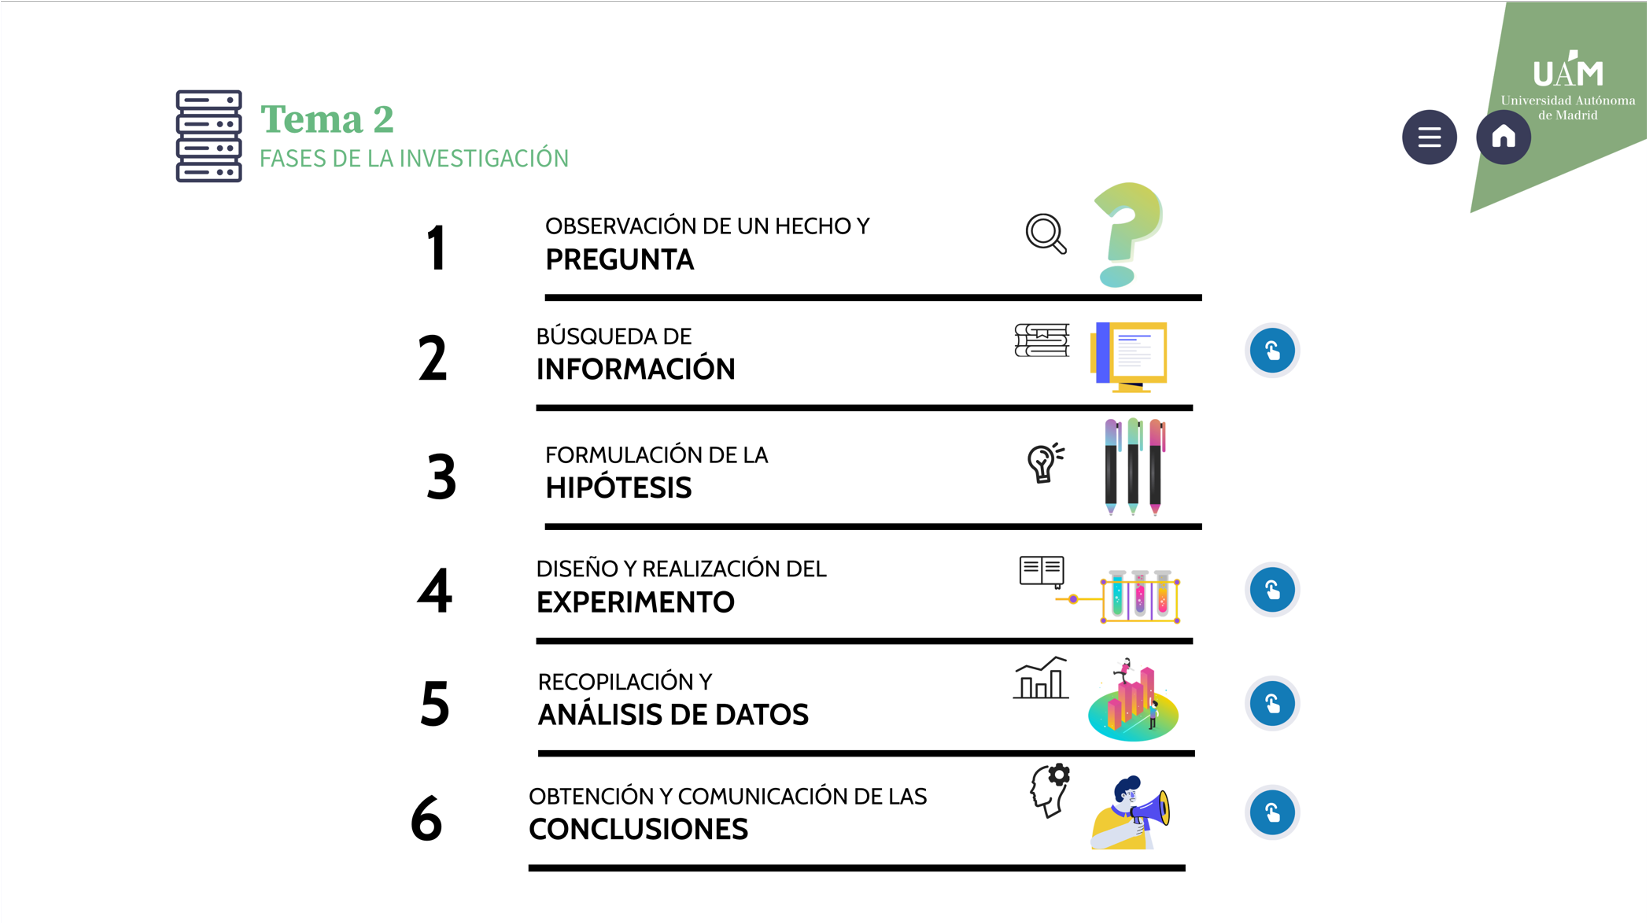 UAM
Universidad Autónoma
de Madrid
Tema 2
FASES DE LA INVESTIGACIÓN
1
OBSERVACIÓN DE UN HECHO Y
PREGUNTA
2
BÚSQUEDA DE
INFORMACIÓN
3
FORMULACIÓN DE LA
HIPÓTESIS
4
DISEÑO Y REALIZACIÓN DEL
EXPERIMENTO
5
RECOPILACIÓN Y
ANÁLISIS DE DATOS
6
OBTENCIÓN Y COMUNICACIÓN DE LAS
CONCLUSIONES